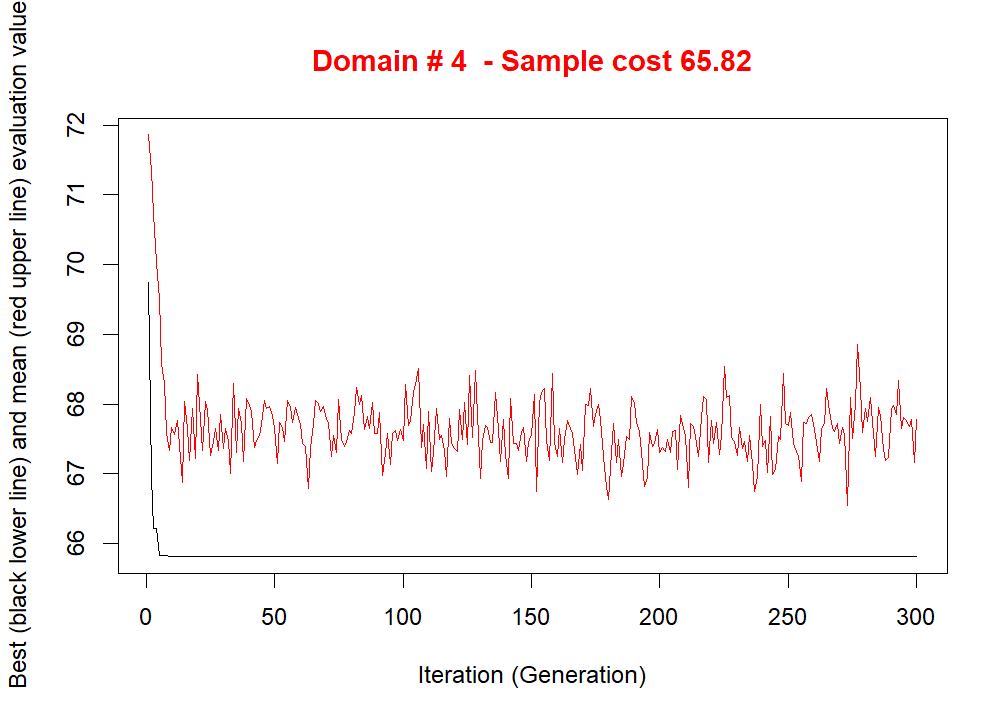 Domain # 4  - Sample cost 65.82
Best (black lower line) and mean (red upper line) evaluation value
72
71
70
69
68
67
66
0 50 100 150 200 250 300
Iteration (Generation)